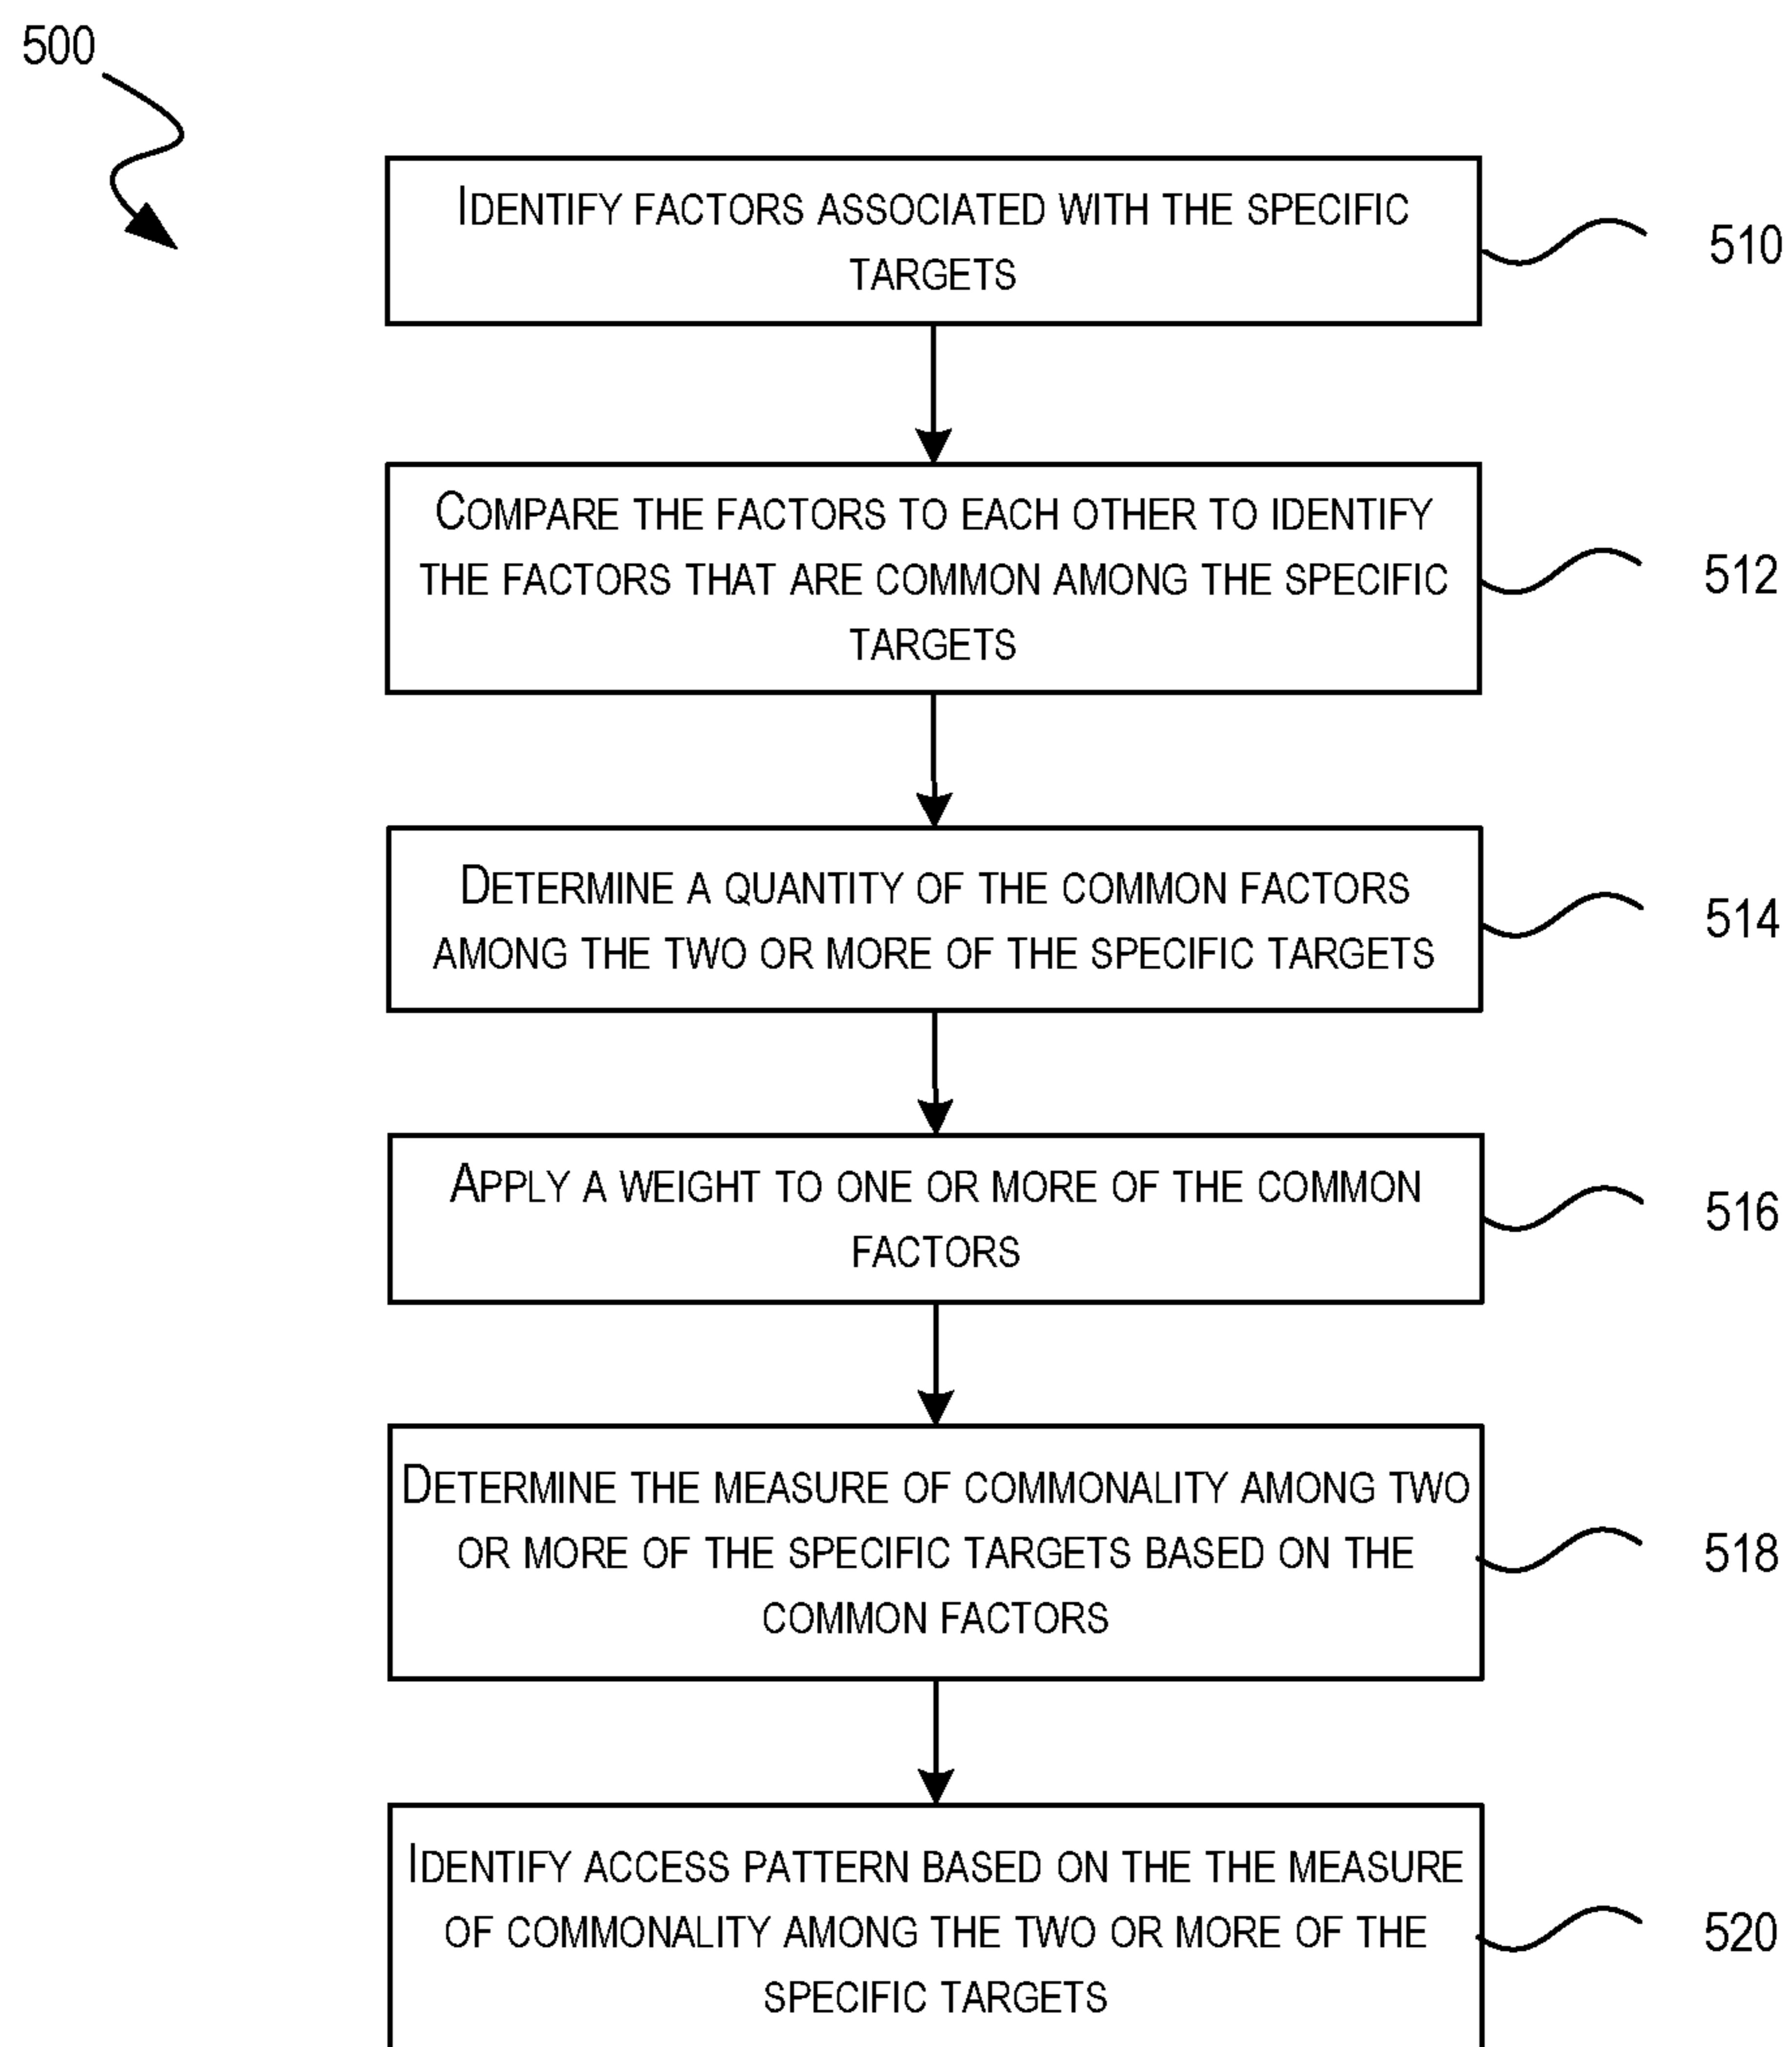 500
IDENTIFY FACTORS ASSOCIATED WITH THE SPECIFIC
TARGETS
510
COMPARE THE FACTORS TO EACH OTHER TO IDENTIFY
THE FACTORS THAT ARE COMMON AMONG THE SPECIFIC
TARGETS
512
DETERMINE A QUANTITY OF THE COMMON FACTORS
AMONG THE TWO OR MORE OF THE SPECIFIC TARGETS
514
APPLY A WEIGHT TO ONE OR MORE OF THE COMMON
FACTORS
516
DETERMINE THE MEASURE OF COMMONALITY AMONG TWO
OR MORE OF THE SPECIFIC TARGETS BASED ON THE
COMMON FACTORS
518
IDENTIFY ACCESS PATTERN BASED ON THE THE MEASURE
OF COMMONALITY AMONG THE TWO OR MORE OF THE
SPECIFIC TARGETS
520